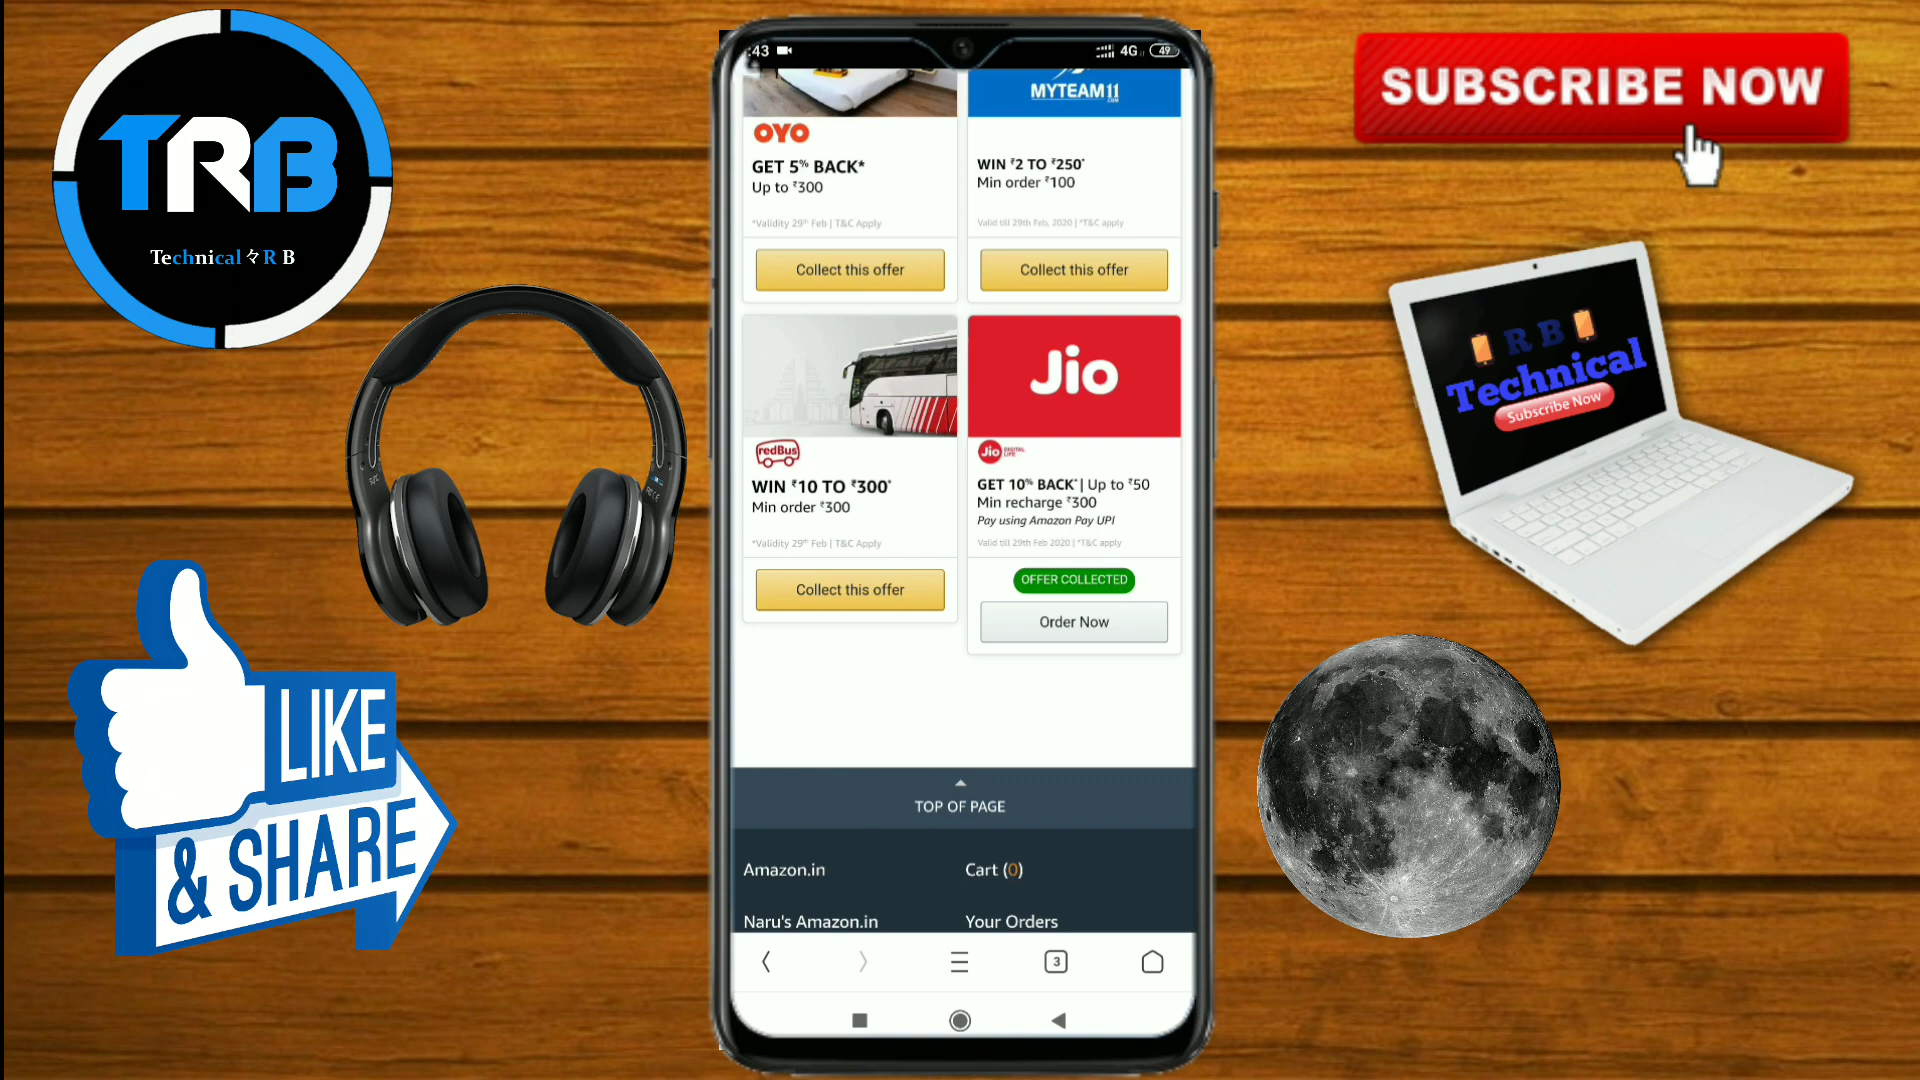 TRB
Technical々R B
SUBSCRIBE NOW
R B
Technical
Subscribe Now
LIKE
& SHARE
:43
4G
49
MYTEAM11
.COM
OYO
GET 5% BACK*
Up to ₹300
*Validity 29th Feb | T&C Apply
Collect this offer
WIN ₹2 TO ₹250*
Min order ₹100
Valid till 29th Feb, 2020 | *T&C apply
Collect this offer
redBus
WIN ₹10 TO ₹300*
Min order ₹300
*Validity 29th Feb | T&C Apply
Collect this offer
Jio
Jio DIGITAL LIFE
GET 10% BACK* | Up to ₹50
Min recharge ₹300
Pay using Amazon Pay UPI
Valid till 29th Feb 2020 | *T&C apply
OFFER COLLECTED
Order Now
TOP OF PAGE
Amazon.in
Cart (0)
Naru's Amazon.in
Your Orders
3